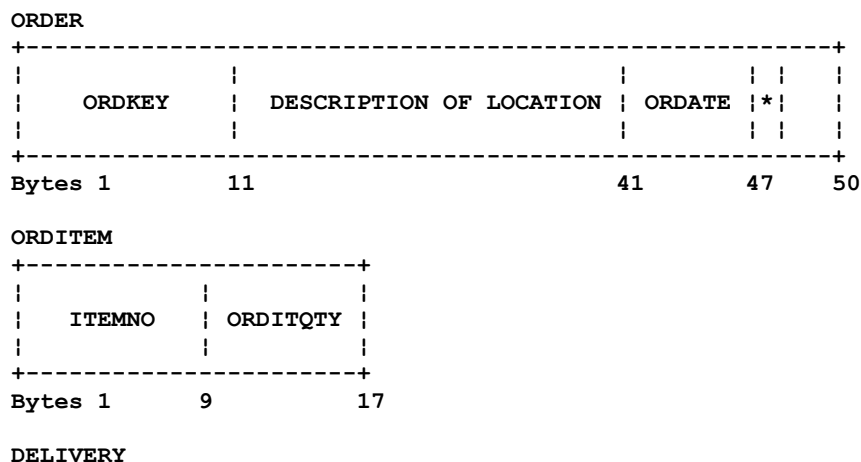 ORDER
+---------------------------------------------------------+
¦ ¦ ¦ ¦ ¦ ¦
¦ ORDKEY ¦ DESCRIPTION OF LOCATION ¦ ORDATE ¦*¦ ¦
¦ ¦ ¦ ¦ ¦ ¦
+---------------------------------------------------------+
Bytes 1 11 41 47 50
ORDITEM
+------------------------+
¦ ¦ ¦
¦ ITEMNO ¦ ORDITQTY ¦
¦ ¦ ¦
+------------------------+
Bytes 1 9 17
DELIVERY